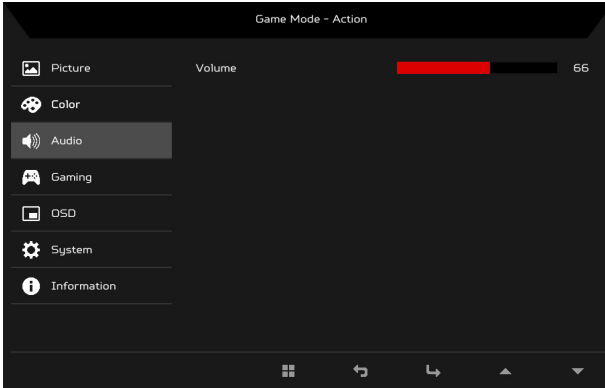 Game Mode - Action
Picture
Volume 66
Color
Audio
Gaming
OSD
System
Information